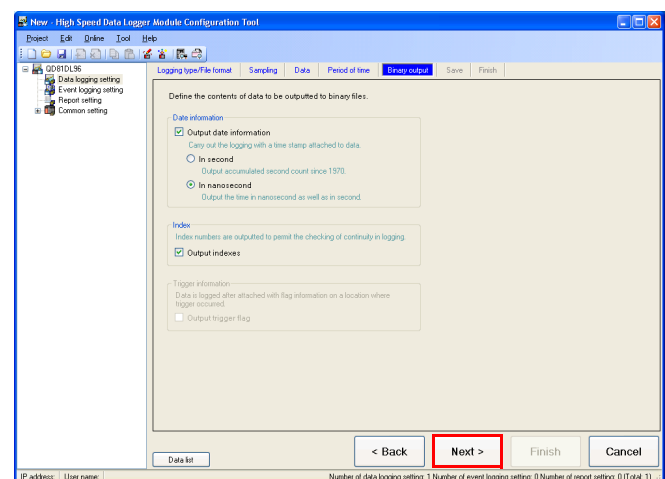 New - High Speed Data Logger Module Configuration Tool
Project Edit Online Tool Help
QD81DL96
Data logging setting
Event logging setting
Report setting
Common setting
Logging type/File format Sampling Data Period of time Binary output Save Finish
Define the contents of data to be outputted to binary files.
Date information
Output date information
Carry out the logging with a time stamp attached to data.
In second
Output accumulated second count since 1970.
In nanosecond
Output the time in nanosecond as well as in second.
Index
Index numbers are outputted to permit the checking of continuity in logging.
Output indexes
Trigger information
Data is logged after attached with flag information on a location where
trigger occurred.
Output trigger flag
Data list
< Back Next > Finish Cancel
IP address: User name: Number of data logging setting: 1 Number of event logging setting: 0 Number of report setting: 0 (Total: 1)